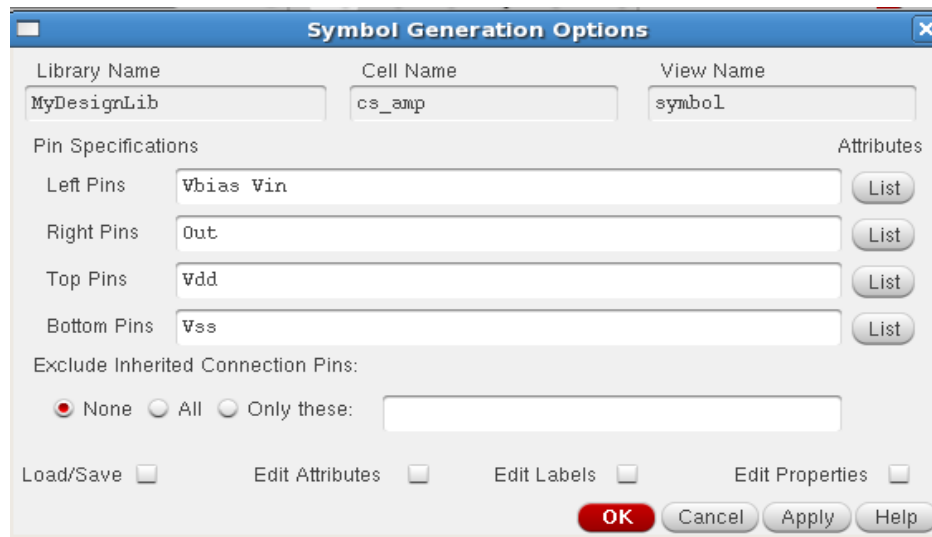 Symbol Generation Options
Library Name Cell Name View Name
MyDesignLib cs_amp symbol
Pin Specifications Attributes
Left Pins Vbias Vin List
Right Pins Out List
Top Pins Vdd List
Bottom Pins Vss List
Exclude Inherited Connection Pins:
None All Only these:
Load/Save Edit Attributes Edit Labels Edit Properties
OK Cancel Apply Help